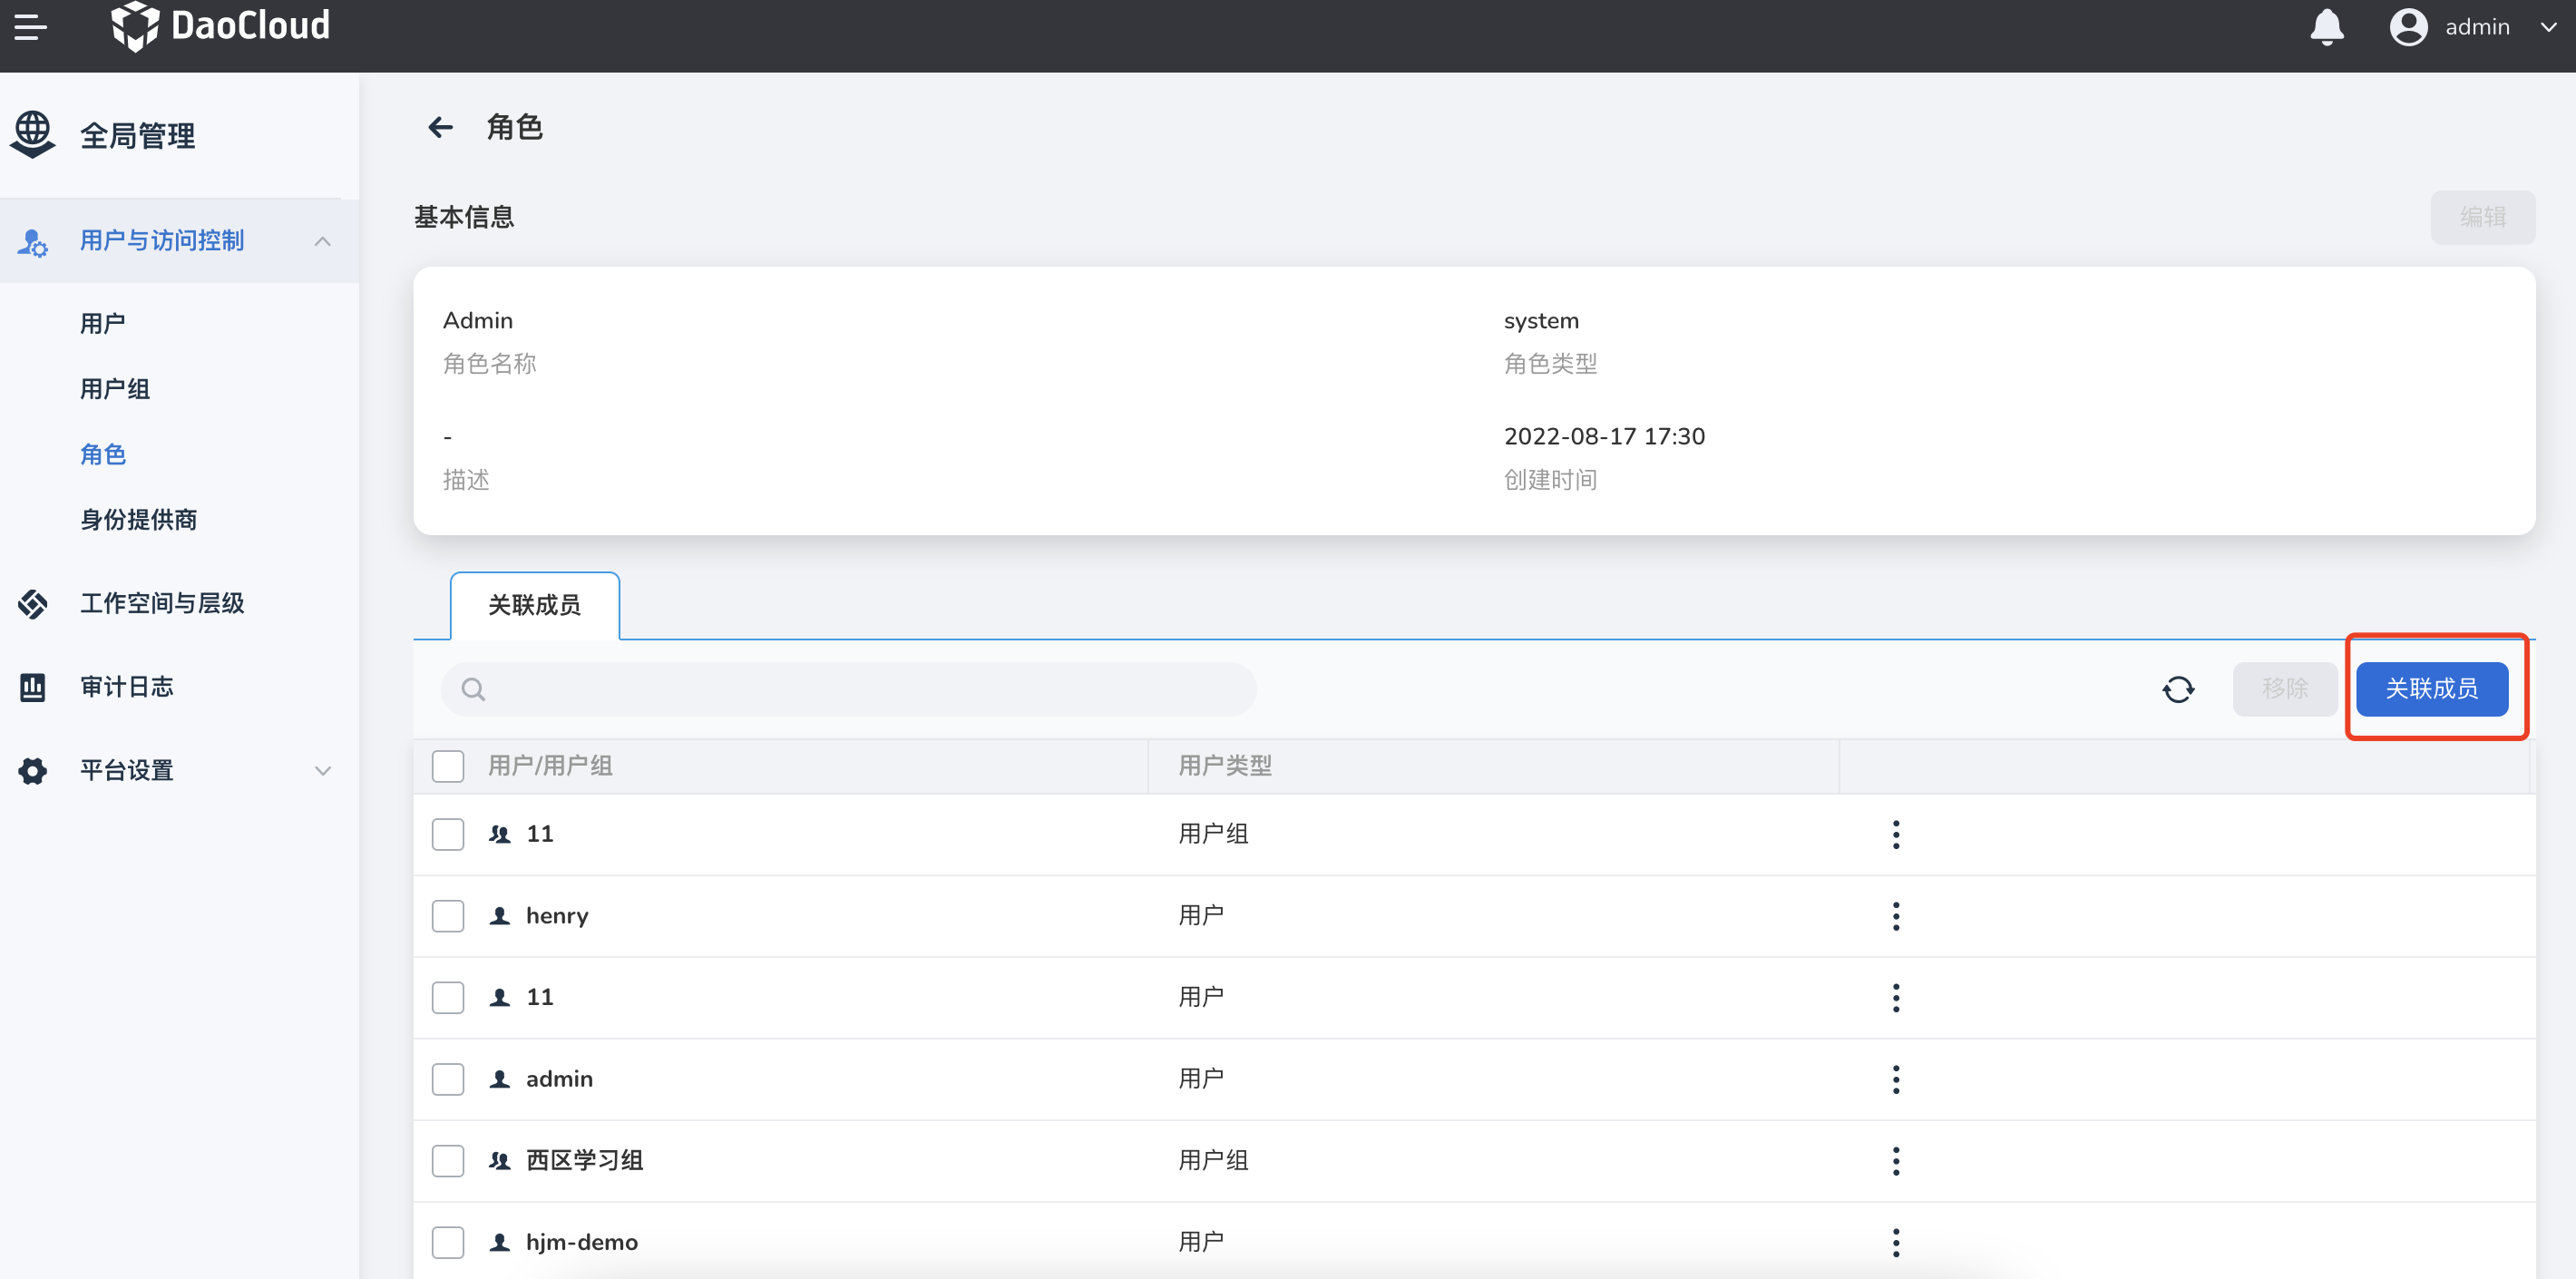 DaoCloud
admin
全局管理
用户与访问控制
用户
用户组
角色
身份提供商
工作空间与层级
审计日志
平台设置
角色
基本信息
编辑
Admin
角色名称
system
角色类型
-
描述
2022-08-17 17:30
创建时间
关联成员
移除
关联成员
用户/用户组
用户类型
11
用户组
henry
用户
11
用户
admin
用户
西区学习组
用户组
hjm-demo
用户